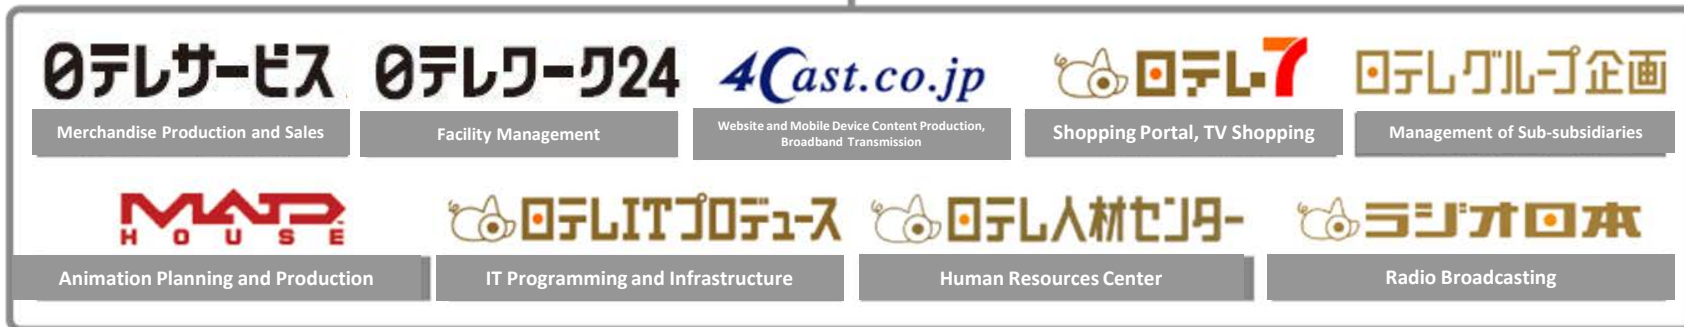 日テレサービス
Merchandise Production and Sales
日テレワーク24
Facility Management
4Cast.co.jp
Website and Mobile Device Content Production,
Broadband Transmission
日テレ7
Shopping Portal, TV Shopping
日テレグループ企画
Management of Sub-subsidiaries
MAD
HOUSE
Animation Planning and Production
日テレITプロデュース
IT Programming and Infrastructure
日テレ人材センター
Human Resources Center
ラジオ日本
Radio Broadcasting